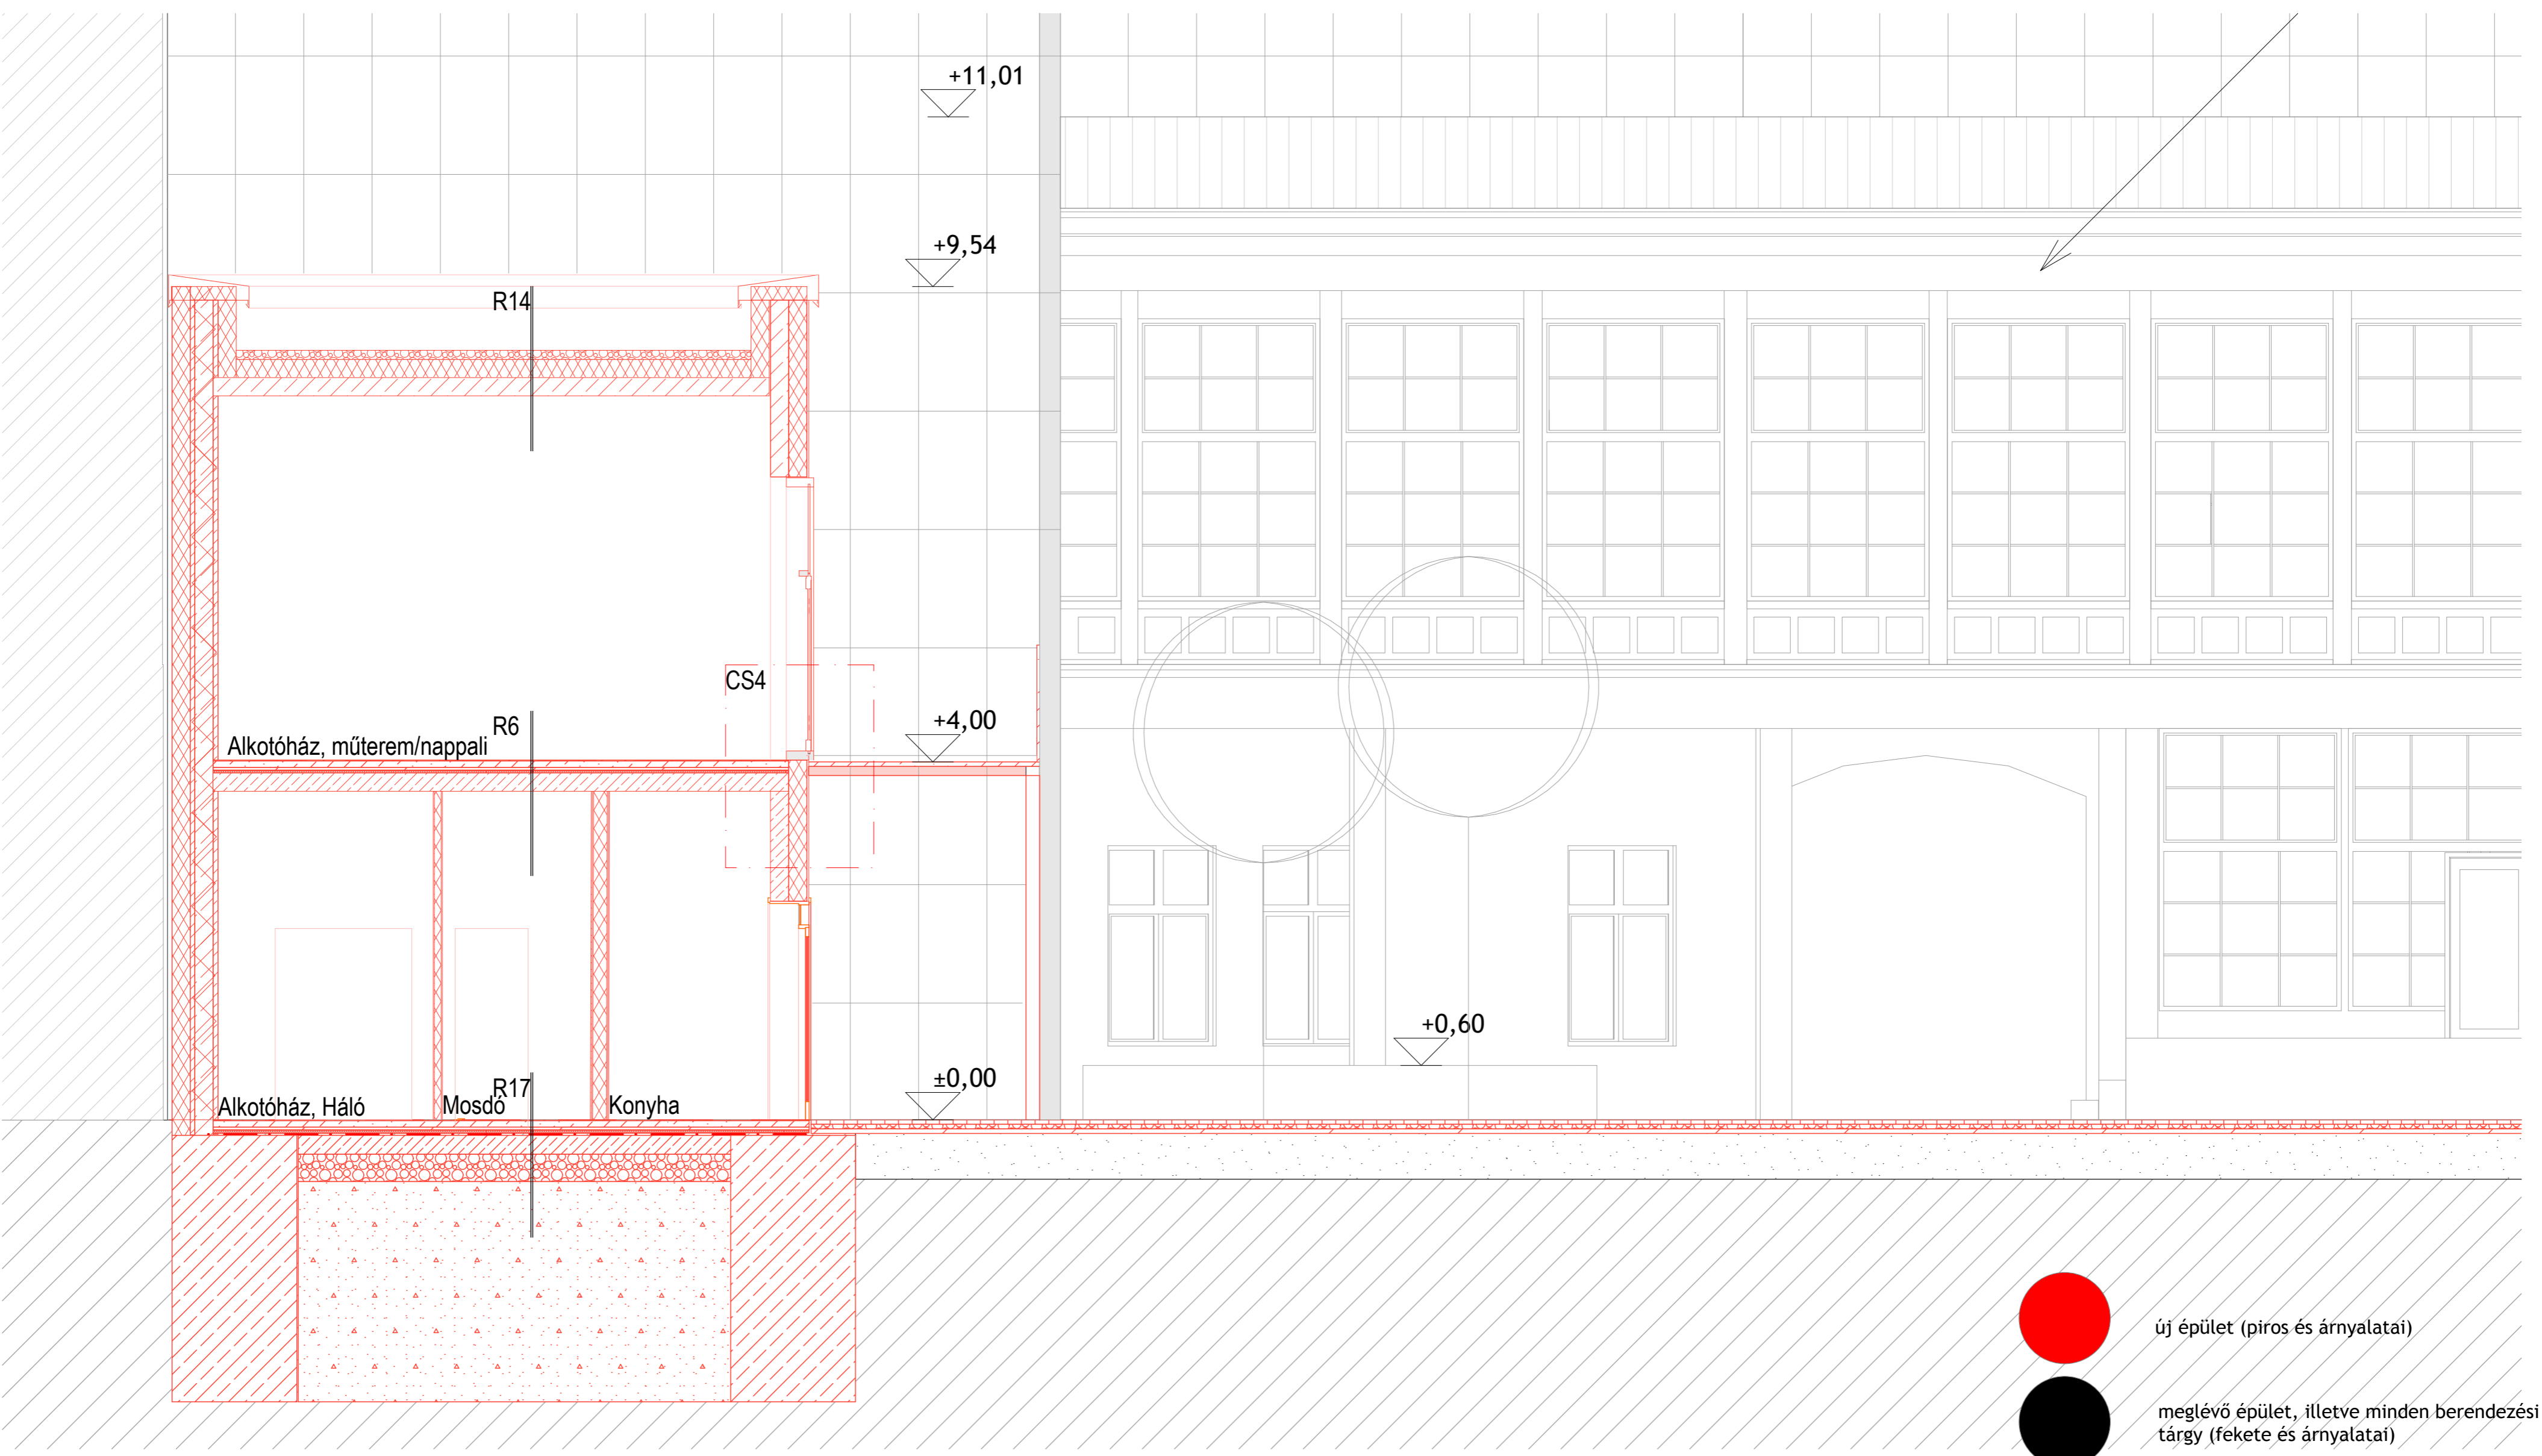 +11,01
+9,54
R14
CS4
+4,00
R6
Alkotóház, műterem/nappali
+0,60
±0,00
R17
Alkotóház, Háló
Mosdó
Konyha
új épület (piros és árnyalatai)
meglévő épület, illetve minden berendezési
tárgy (fekete és árnyalatai)